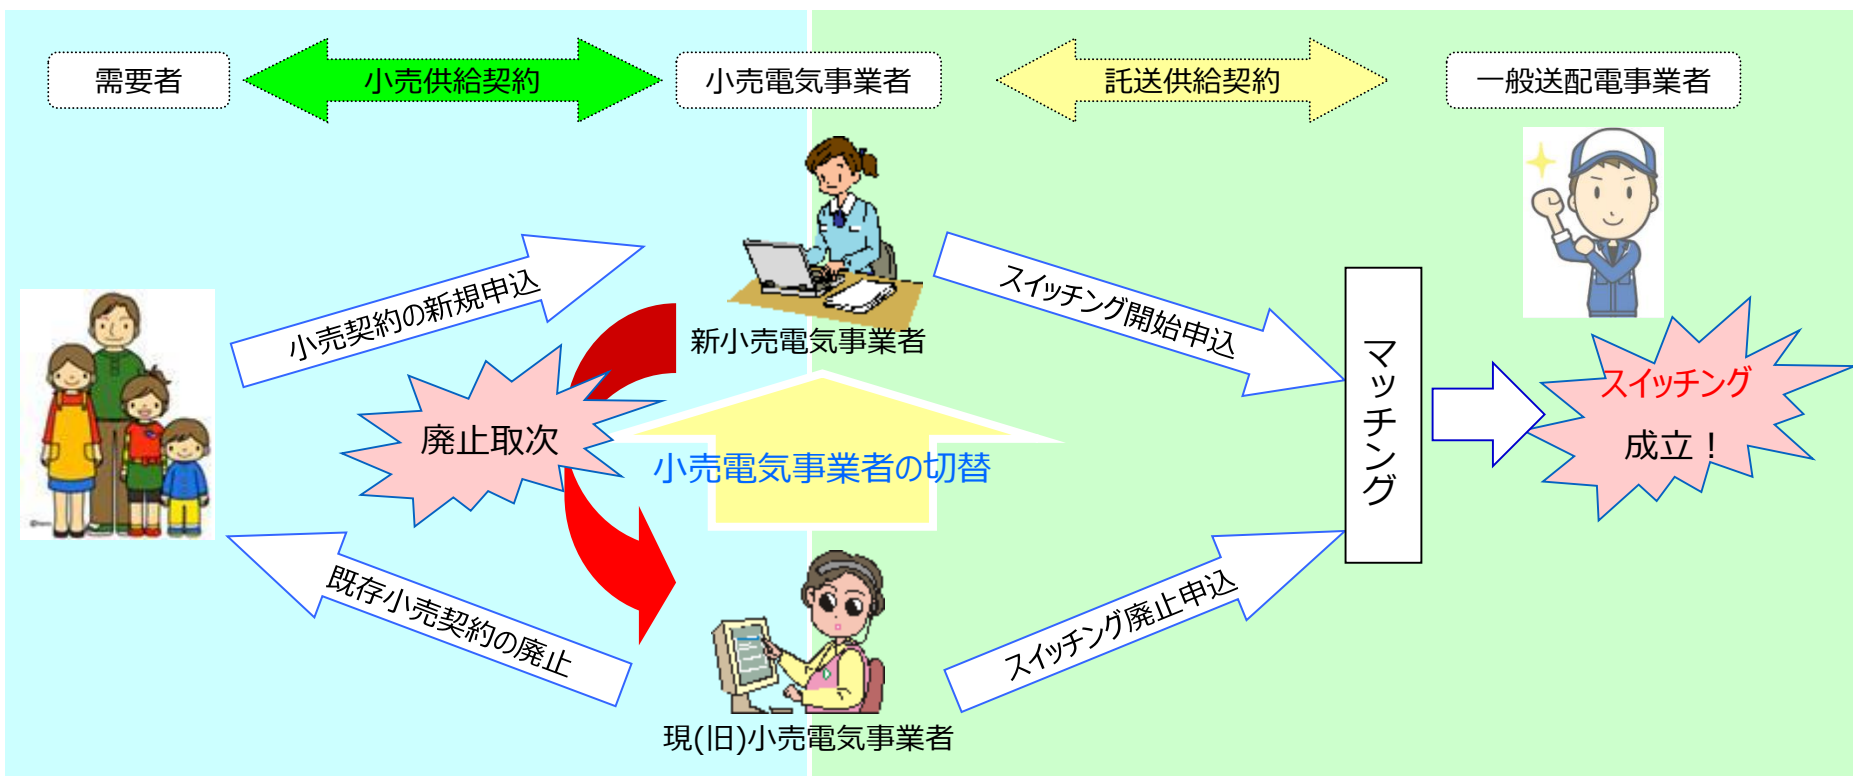 需要者
小売供給契約
小売電気事業者
託送供給契約
一般送配電事業者
小売契約の新規申込
新小売電気事業者
スイッチング開始申込
マッチング
スイッチング
成立！
廃止取次
小売電気事業者の切替
既存小売契約の廃止
スイッチング廃止申込
現(旧)小売電気事業者